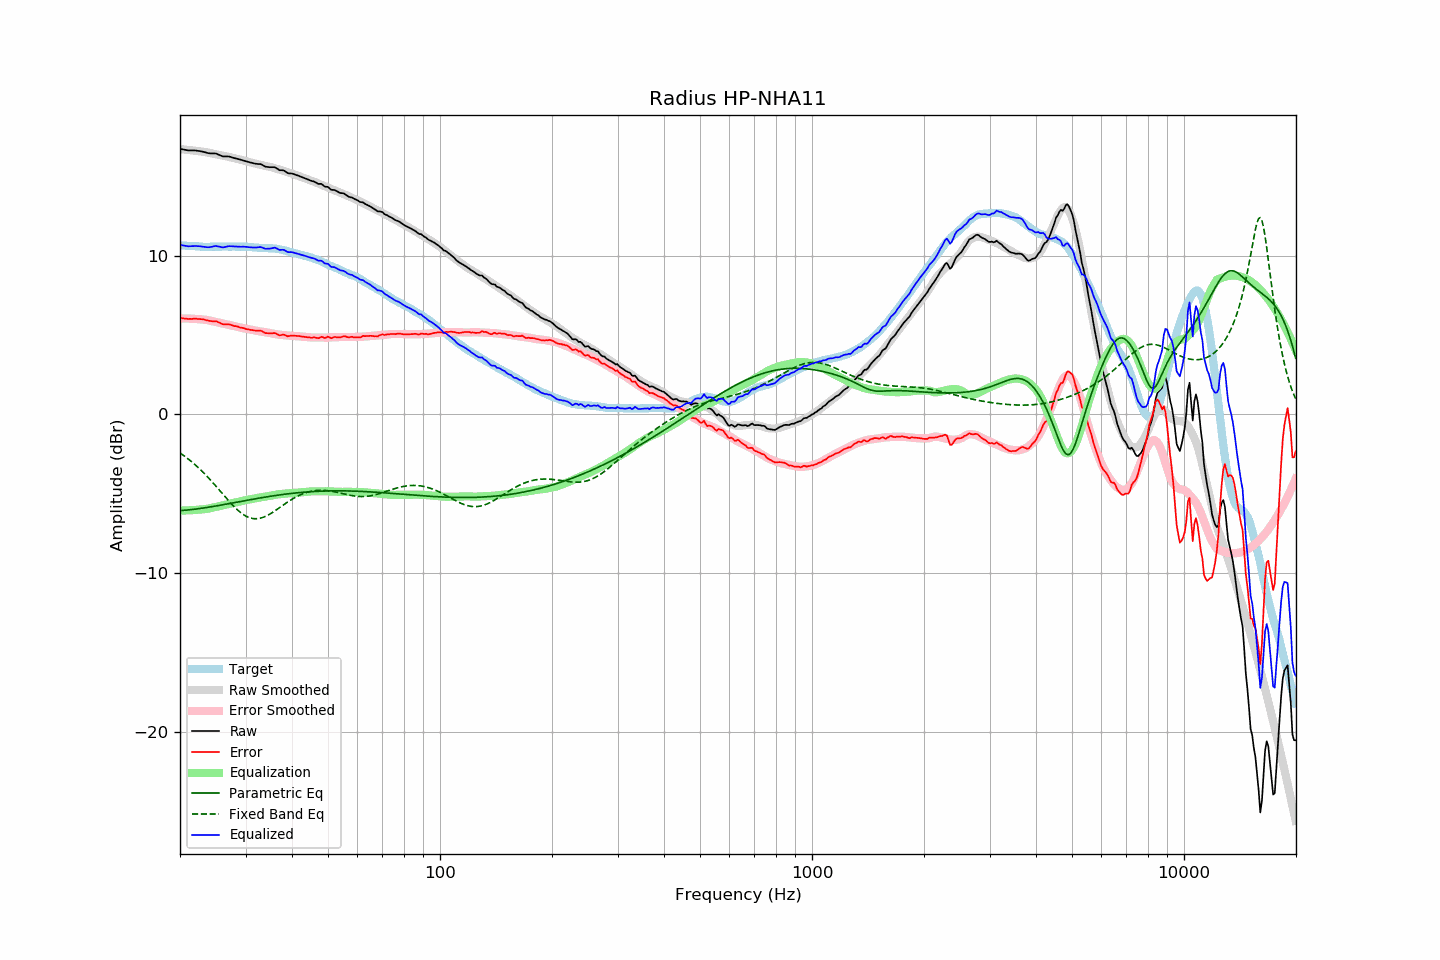 Radius HP-NHA11
10
0
−10
−20
Amplitude (dBr)
Target
Raw Smoothed
Error Smoothed
Raw
Error
Equalization
Parametric Eq
Fixed Band Eq
Equalized
100
1000
10000
Frequency (Hz)